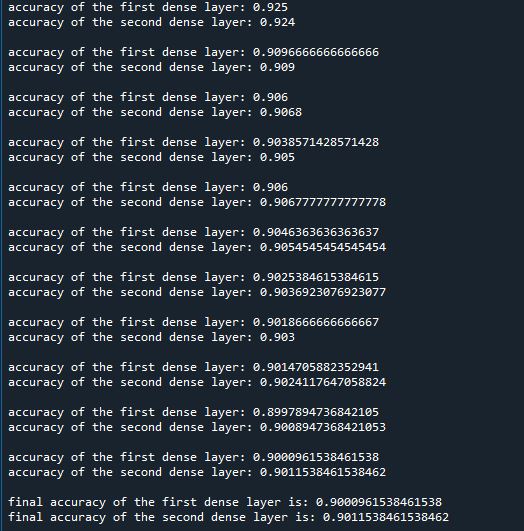 accuracy of the first dense layer: 0.925
accuracy of the second dense layer: 0.924
accuracy of the first dense layer: 0.9096666666666666
accuracy of the second dense layer: 0.909
accuracy of the first dense layer: 0.906
accuracy of the second dense layer: 0.9068
accuracy of the first dense layer: 0.9038571428571428
accuracy of the second dense layer: 0.905
accuracy of the first dense layer: 0.906
accuracy of the second dense layer: 0.9067777777777778
accuracy of the first dense layer: 0.9046363636363637
accuracy of the second dense layer: 0.9054545454545454
accuracy of the first dense layer: 0.9025384615384615
accuracy of the second dense layer: 0.9036923076923077
accuracy of the first dense layer: 0.9018666666666667
accuracy of the second dense layer: 0.903
accuracy of the first dense layer: 0.9014705882352941
accuracy of the second dense layer: 0.9024117647058824
accuracy of the first dense layer: 0.8997894736842105
accuracy of the second dense layer: 0.9008947368421053
accuracy of the first dense layer: 0.9000961538461538
accuracy of the second dense layer: 0.9011538461538462
final accuracy of the first dense layer is: 0.9000961538461538
final accuracy of the second dense layer is: 0.9011538461538462